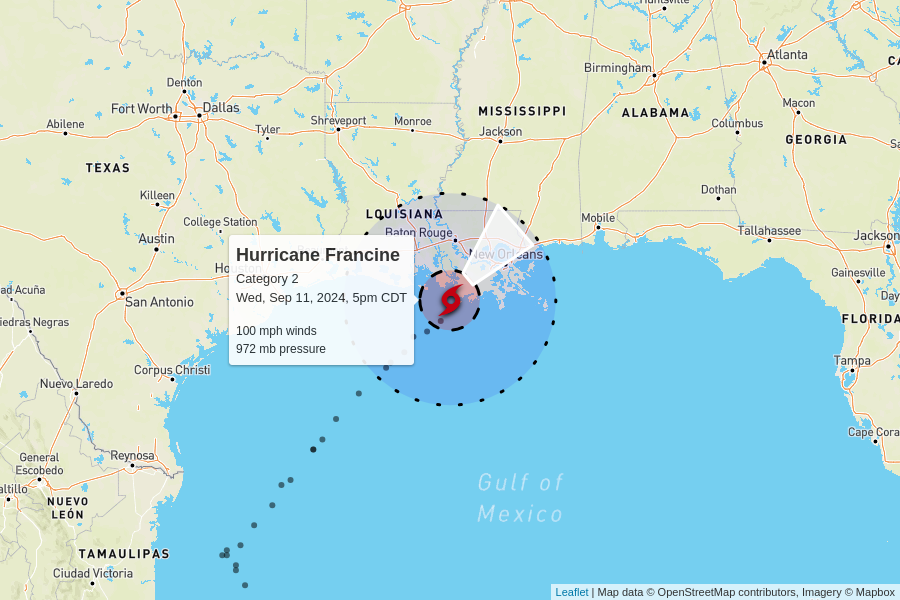 Huntsville
Atlanta
Birmingham
Denton
Fort Worth
Dallas
Abilene
Tyler
Shreveport
Monroe
MISSISSIPPI
Jackson
ALABAMA
Macon
Columbus
GEORGIA
TEXAS
Killeen
College Station
Austin
LOUISIANA
Baton Rouge
New Orleans
Mobile
Dothan
Tallahassee
Jackson
Gainesville
Day
FLORIDA
Tampa
Cape Cora
Houston
San Antonio
ad Acuña
iedras Negras
Hurricane Francine
Category 2
Wed, Sep 11, 2024, 5pm CDT
100 mph winds
972 mb pressure
Corpus Christi
Nuevo Laredo
General
Escobedo
Reynosa
altillo
NUEVO
LEÓN
TAMAULIPAS
Ciudad Victoria
Gulf of
Mexico
Leaflet | Map data © OpenStreetMap contributors, Imagery © Mapbox